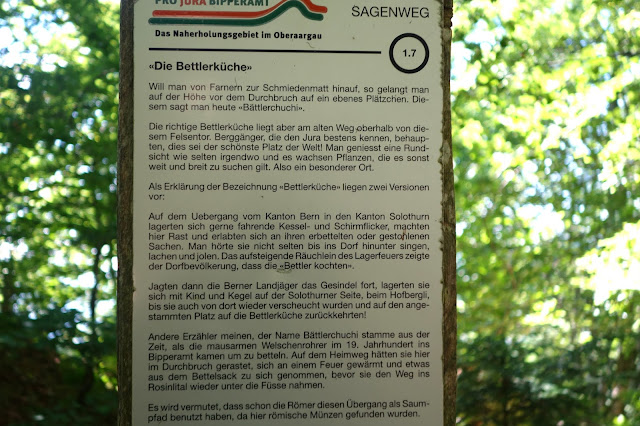 PRO JURA BIPPERAMT
SAGENWEG
Das Naherholungsgebiet im Oberaargau
1.7
«Die Bettlerküche»
Will man von Farnern zur Schmiedenmatt hinauf, so gelangt man
auf der Höhe vor dem Durchbruch auf ein ebenes Plätzchen. Die-
sem sagt man heute «Bättlerchuchi».
Die richtige Bettlerküche liegt aber am alten Weg oberhalb von die-
sem Felsentor. Berggänger, die den Jura bestens kennen, behaup-
ten, dies sei der schönste Platz der Welt! Man geniesst eine Rund-
sicht wie selten irgendwo und es wachsen Pflanzen, die es sonst
weit und breit zu suchen gilt. Also ein besonderer Ort.
Als Erklärung der Bezeichnung «Bettlerküche» liegen zwei Versionen
vor:
Auf dem Uebergang vom Kanton Bern in den Kanton Solothurn
lagerten sich gerne fahrende Kessel- und Schirmflicker, machten
hier Rast und erlabten sich an ihren erbettelten oder gestohlenen
Sachen. Man hörte sie nicht selten bis ins Dorf hinunter singen,
lachen und jolen. Das aufsteigende Räuchlein des Lagerfeuers zeigte
der Dorfbevölkerung, dass die «Bettler kochten».
Jagten dann die Berner Landjäger das Gesindel fort, lagerten sie
sich mit Kind und Kegel auf der Solothurner Seite, beim Hofbergli,
bis sie auch von dort wieder verscheucht wurden und auf den ange-
stammten Platz auf die Bettlerküche zurückkehrten!
Andere Erzähler meinen, der Name Bättlerchuchi stamme aus der
Zeit, als die mausarmen Welschenrohrer im 19. Jahrhundert ins
Bipperamt kamen um zu betteln. Auf dem Heimweg hätten sie hier
im Durchbruch gerastet, sich an einem Feuer gewärmt und etwas
aus dem Bettelsack zu sich genommen, bevor sie den Weg ins
Rosinlital wieder unter die Füsse nahmen.
Es wird vermutet, dass schon die Römer diesen Übergang als Saum-
pfad benutzt haben, da hier römische Münzen gefunden wurden.